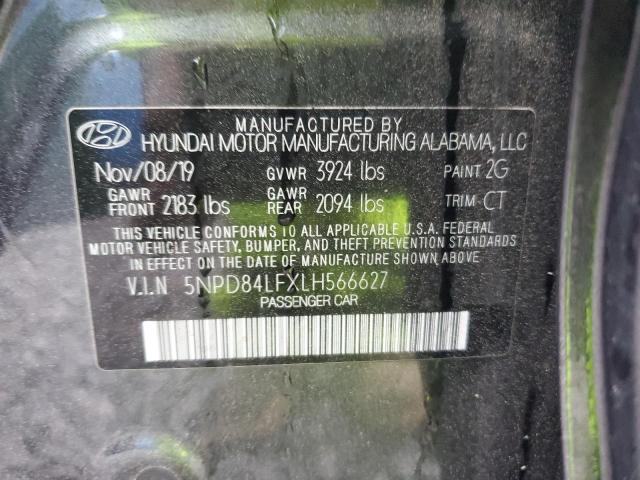 MANUFACTURED BY
HYUNDAI MOTOR MANUFACTURING ALABAMA, LLC
Nov/08/19 GVWR 3924 lbs PAINT 2G
GAWR FRONT 2183 lbs GAWR REAR 2094 lbs TRIM CT
THIS VEHICLE CONFORMS TO ALL APPLICABLE U.S.A. FEDERAL
MOTOR VEHICLE SAFETY, BUMPER, AND THEFT PREVENTION
STANDARDS IN EFFECT ON THE DATE OF MANUFACTURE SHOWN ABOVE
V.I.N 5NPD84LFXLH566627
PASSENGER CAR